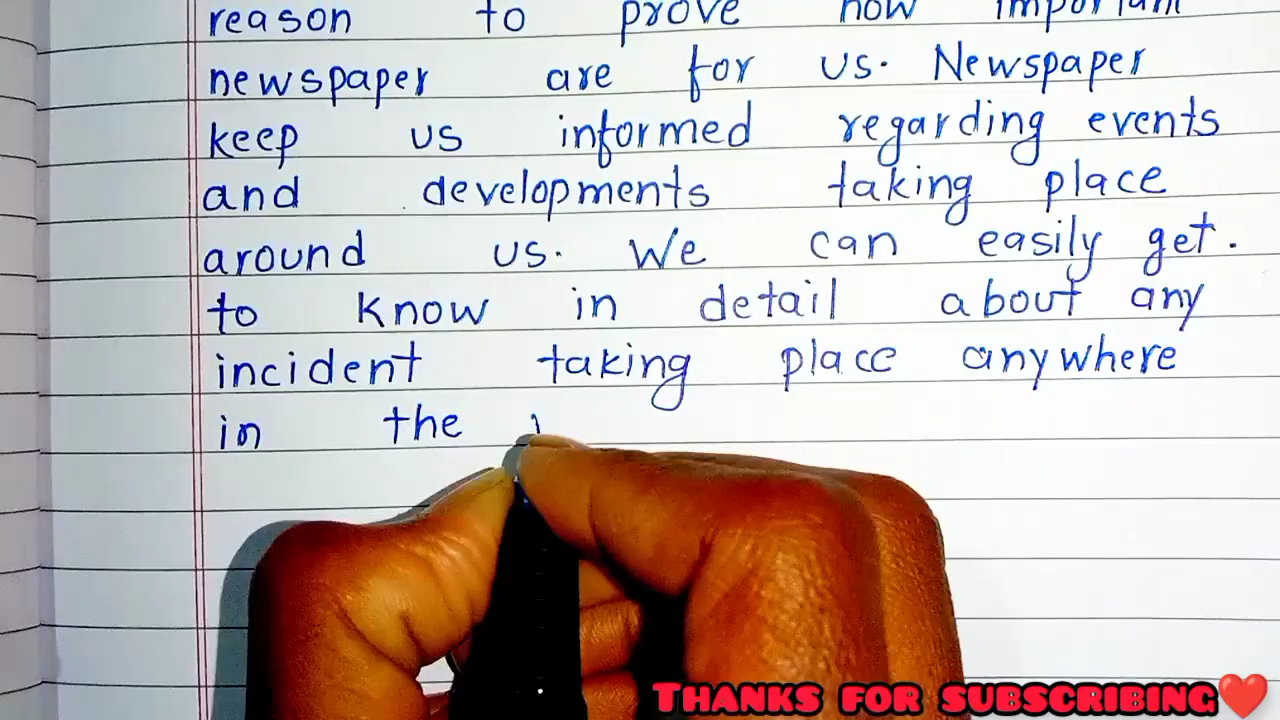 reason to prove how important
newspaper are for us. Newspaper
keep us informed regarding events
and developments taking place
around us. We can easily get.
to know in detail about any
incident taking place anywhere
in the
THANKS FOR SUBSCRIBING❤️